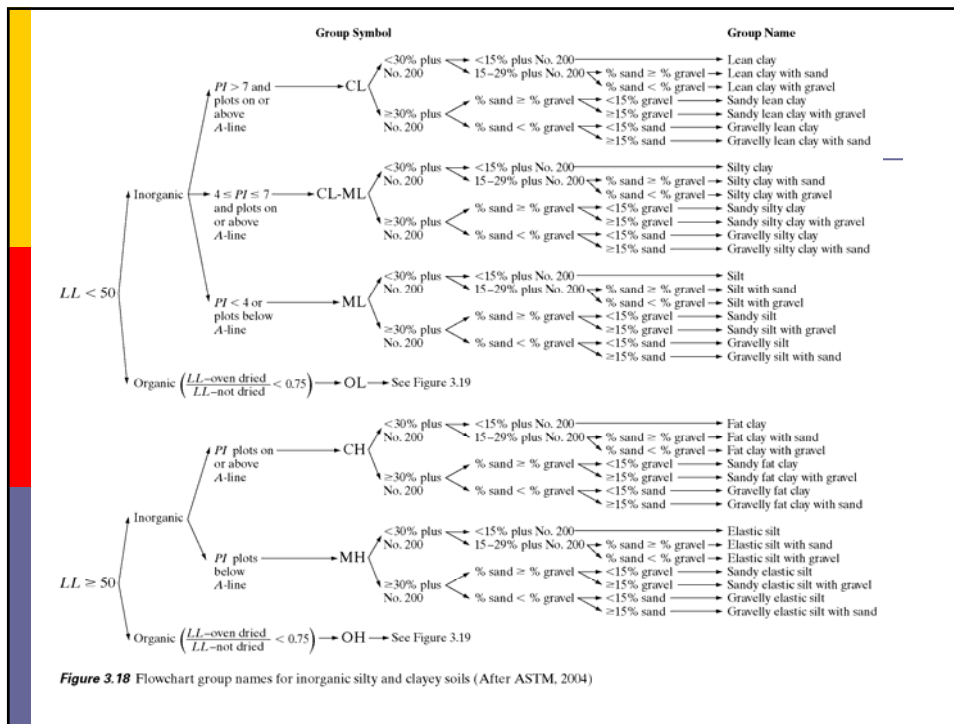 Group Symbol Group Name
<30% plus <15% plus No. 200 Lean clay
No. 200 15–29% plus No. 200 % sand ≥ % gravel Lean clay with sand
PI > 7 and CL % sand < % gravel Lean clay with gravel
plots on or ≥30% plus % sand ≥ % gravel <15% gravel Sandy lean clay
above No. 200 ≥15% gravel Sandy lean clay with gravel
A-line % sand < % gravel <15% sand Gravelly lean clay
≥15% sand Gravelly lean clay with sand
<30% plus <15% plus No. 200 Silty clay
No. 200 15–29% plus No. 200 % sand ≥ % gravel Silty clay with sand
Inorganic 4 ≤ PI ≤ 7 CL-ML % sand < % gravel Silty clay with gravel
and plots on ≥30% plus % sand ≥ % gravel <15% gravel Sandy silty clay
or above No. 200 ≥15% gravel Sandy silty clay with gravel
A-line % sand < % gravel <15% sand Gravelly silty clay
≥15% sand Gravelly silty clay with sand
<30% plus <15% plus No. 200 Silt
No. 200 15–29% plus No. 200 % sand ≥ % gravel Silt with sand
LL < 50 PI < 4 or ML % sand < % gravel Silt with gravel
plots below ≥30% plus % sand ≥ % gravel <15% gravel Sandy silt
A-line No. 200 ≥15% gravel Sandy silt with gravel
% sand < % gravel <15% sand Gravelly silt
≥15% sand Gravelly silt with sand
Organic (LL–oven dried / LL–not dried < 0.75) OL See Figure 3.19
<30% plus <15% plus No. 200 Fat clay
No. 200 15–29% plus No. 200 % sand ≥ % gravel Fat clay with sand
PI plots on CH % sand < % gravel Fat clay with gravel
or above ≥30% plus % sand ≥ % gravel <15% gravel Sandy fat clay
A-line No. 200 ≥15% gravel Sandy fat clay with gravel
% sand < % gravel <15% sand Gravelly fat clay
≥15% sand Gravelly fat clay with sand
Inorganic
<30% plus <15% plus No. 200 Elastic silt
No. 200 15–29% plus No. 200 % sand ≥ % gravel Elastic silt with sand
PI plots MH % sand < % gravel Elastic silt with gravel
LL ≥ 50 below ≥30% plus % sand ≥ % gravel <15% gravel Sandy elastic silt
A-line No. 200 ≥15% gravel Sandy elastic silt with gravel
% sand < % gravel <15% sand Gravelly elastic silt
≥15% sand Gravelly elastic silt with sand
Organic (LL–oven dried / LL–not dried < 0.75) OH See Figure 3.19
Figure 3.18 Flowchart group names for inorganic silty and clayey soils (After ASTM, 2004)